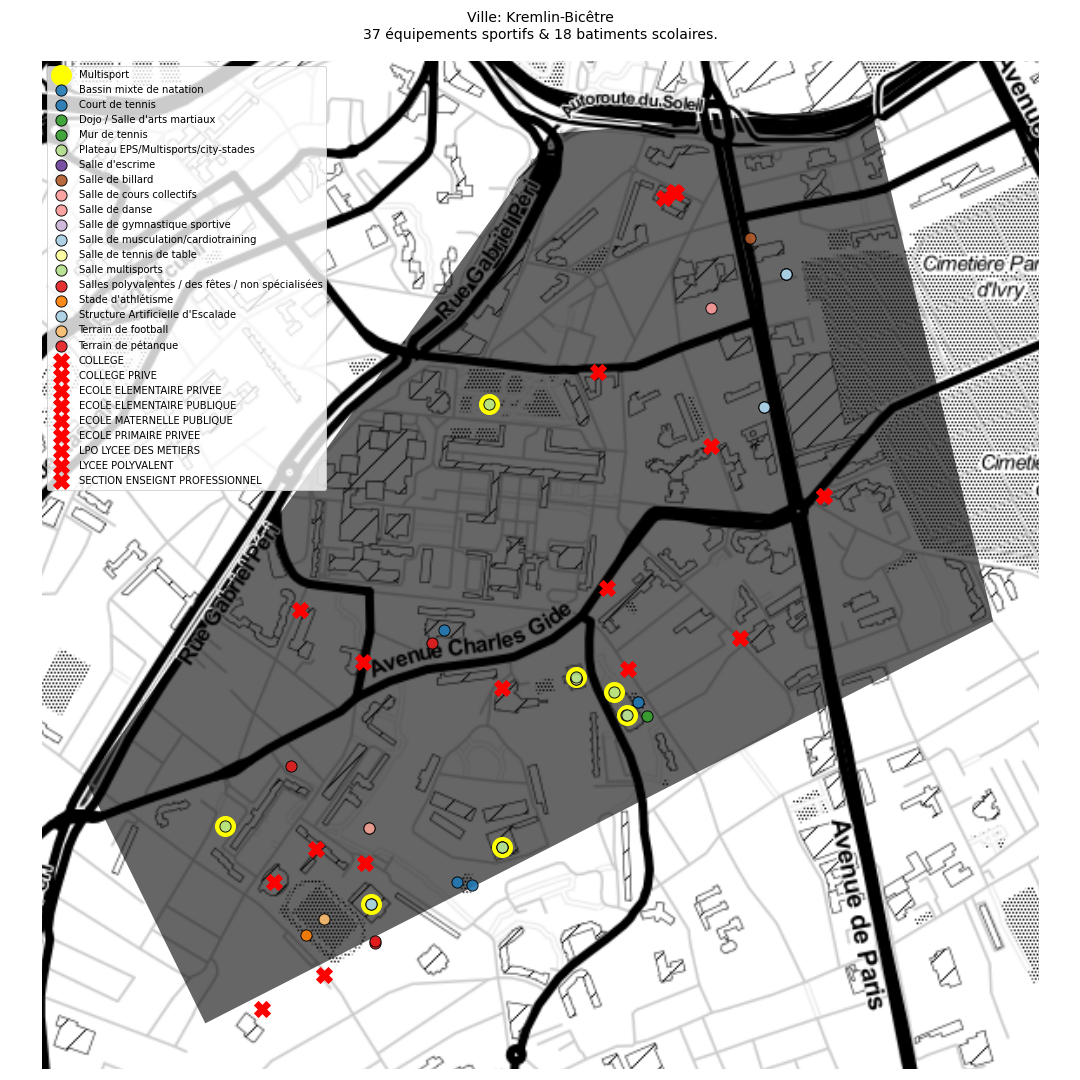 Ville: Kremlin-Bicêtre
37 équipements sportifs & 18 batiments scolaires.
Multisport
Bassin mixte de natation
Court de tennis
Dojo / Salle d'arts martiaux
Mur de tennis
Plateau EPS/Multisports/city-stades
Salle d'escrime
Salle de billard
Salle de cours collectifs
Salle de danse
Salle de gymnastique sportive
Salle de musculation/cardiotraining
Salle de tennis de table
Salle multisports
Salles polyvalentes / des fêtes / non spécialisées
Stade d'athlétisme
Structure Artificielle d'Escalade
Terrain de football
Terrain de pétanque
COLLEGE
COLLEGE PRIVE
ECOLE ELEMENTAIRE PRIVEE
ECOLE ELEMENTAIRE PUBLIQUE
ECOLE MATERNELLE PUBLIQUE
ECOLE PRIMAIRE PRIVEE
LPO LYCEE DES METIERS
LYCEE POLYVALENT
SECTION ENSEIGNT PROFESSIONNEL
Autoroute du Soleil
Avenue
Rue Gabriel Péri
Cimetière Par
d'Ivry
Cimetiè
Rue Gabriel Péri
Avenue Charles Gide
Avenue de Paris